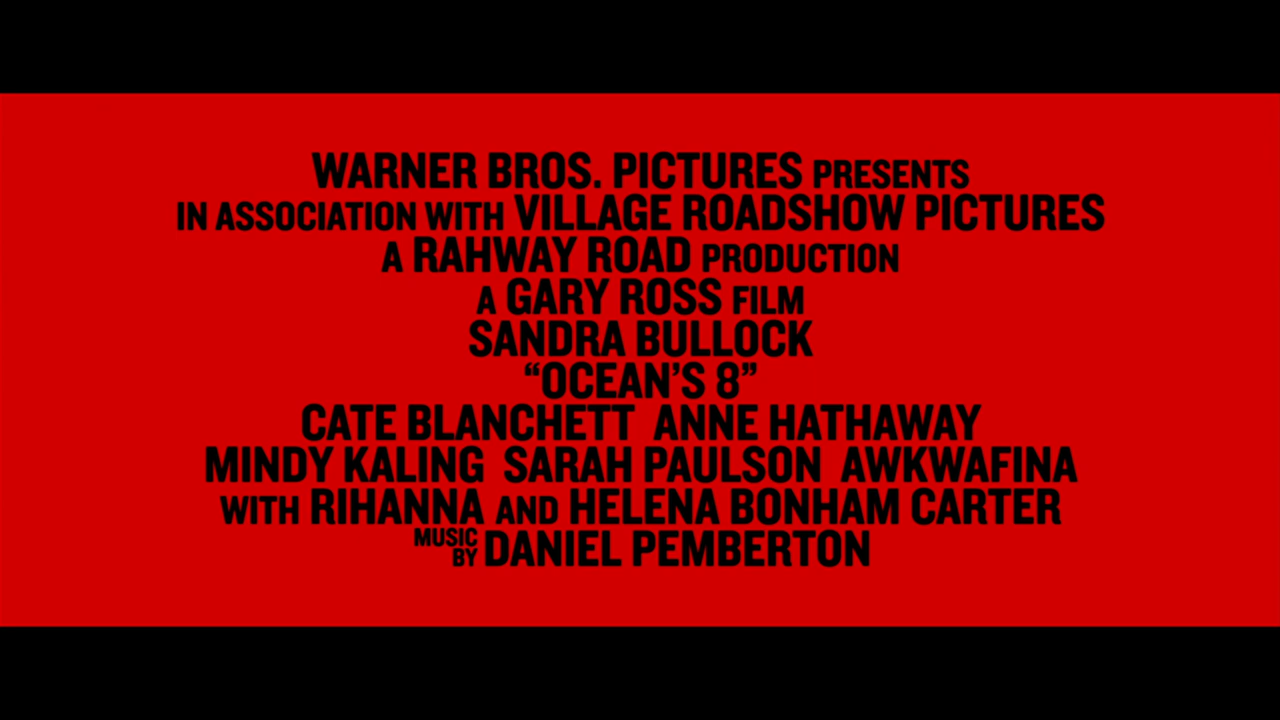 WARNER BROS. PICTURES PRESENTS
IN ASSOCIATION WITH VILLAGE ROADSHOW PICTURES
A RAHWAY ROAD PRODUCTION
A GARY ROSS FILM
SANDRA BULLOCK
“OCEAN’S 8”
CATE BLANCHETT ANNE HATHAWAY
MINDY KALING SARAH PAULSON AWKWAFINA
WITH RIHANNA AND HELENA BONHAM CARTER
MUSIC BY DANIEL PEMBERTON